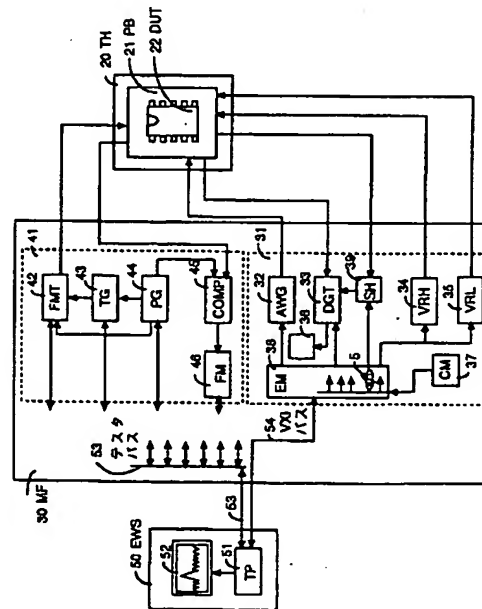 30 MF
50 EWS
52
51
TP
53
53
テスタ
バス
54
VXI
バス
41
42
FMT
43
TG
44
PG
45
COMP
46
FM
31
38
EM
5
37
CM
32
AWG
33
DGT
36
39
SH
34
VRH
35
VRL
20 TH
21 PB
22 DUT